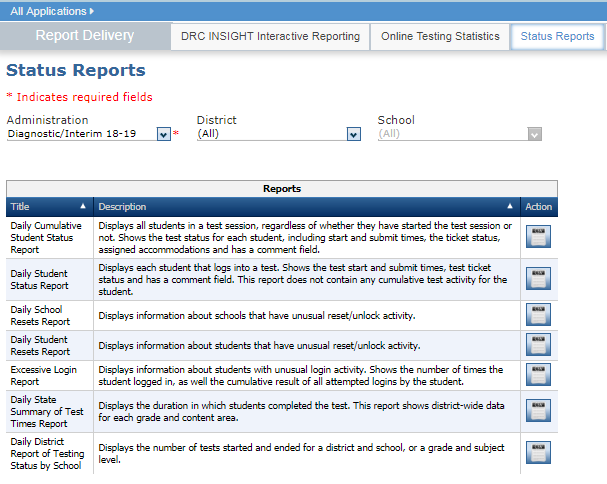 All Applications
Report Delivery
DRC INSIGHT Interactive Reporting
Online Testing Statistics
Status Reports
Status Reports
* Indicates required fields
Administration
District
School
Diagnostic/Interim 18-19
*
(All)
(All)
Reports
Title
Description
Action
Daily Cumulative
Student Status
Report
Displays all students in a test session, regardless of whether they have started the test session or
not. Shows the test status for each student, including start and submit times, the ticket status,
assigned accommodations and has a comment field.
Daily Student
Status Report
Displays each student that logs into a test. Shows the test start and submit times, test ticket
status and has a comment field. This report does not contain any cumulative test activity for the
student.
Daily School
Resets Report
Displays information about schools that have unusual reset/unlock activity.
Daily Student
Resets Report
Displays information about students that have unusual reset/unlock activity.
Excessive Login
Report
Displays information about students with unusual login activity. Shows the number of times the
student logged in, as well the cumulative result of all attempted logins by the student.
Daily State
Summary of Test
Times Report
Displays the duration in which students completed the test. This report shows district-wide data
for each grade and content area.
Daily District
Report of Testing
Status by School
Displays the number of tests started and ended for a district and school, or a grade and subject
level.